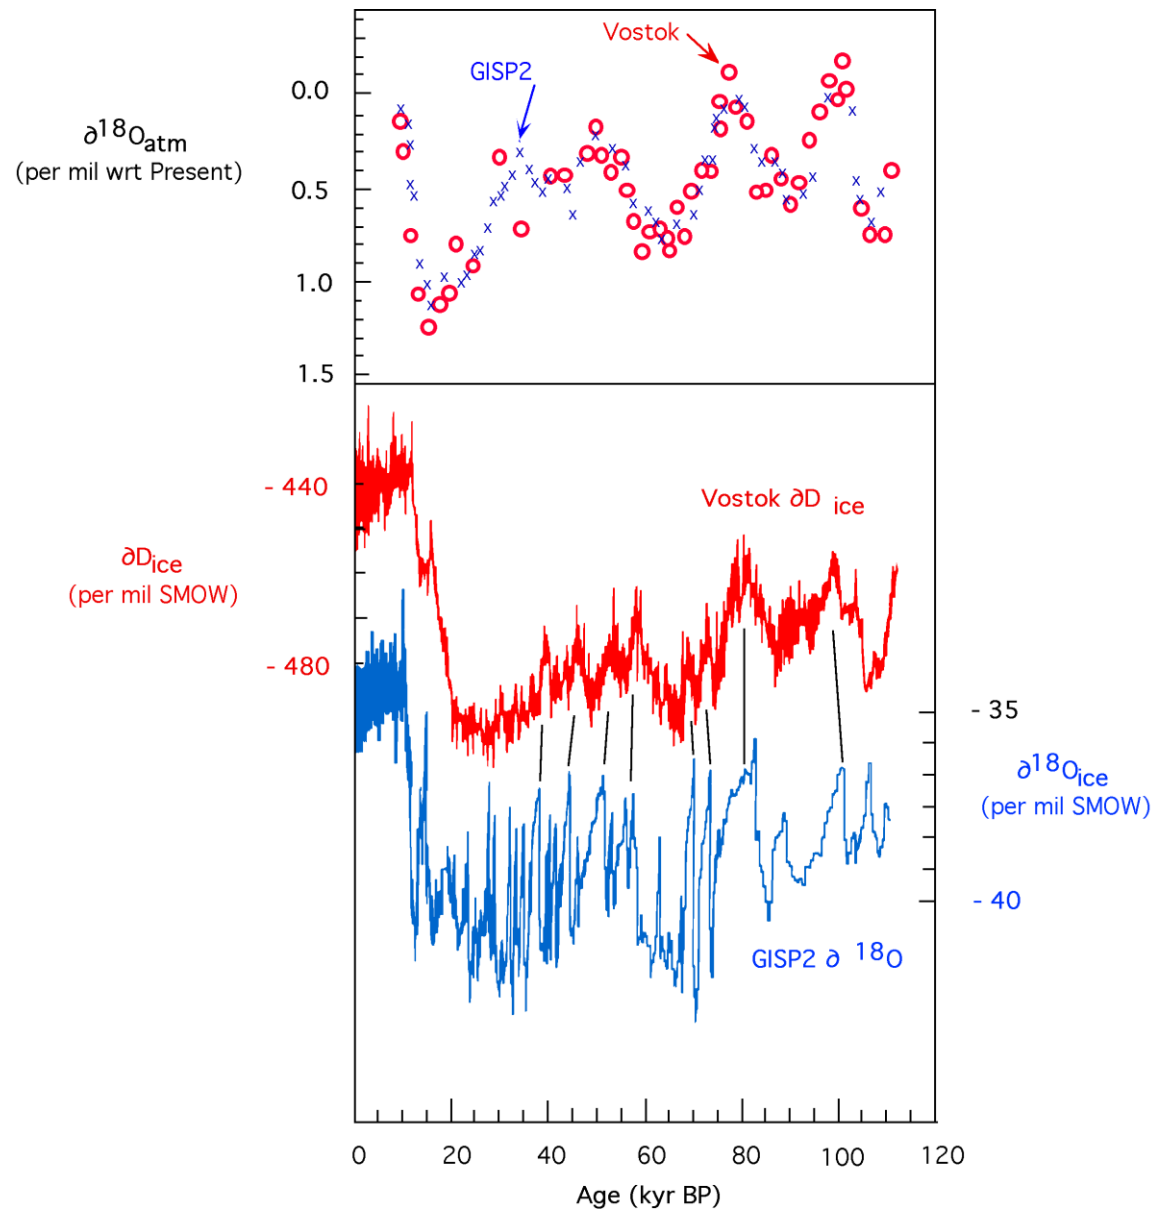 Vostok
GISP2
0.0
∂18Oatm
(per mil wrt Present)
0.5
1.0
1.5
- 440
Vostok ∂D ice
∂Dice
(per mil SMOW)
- 480
- 35
∂18Oice
(per mil SMOW)
- 40
GISP2 ∂ 18O
0 20 40 60 80 100 120
Age (kyr BP)